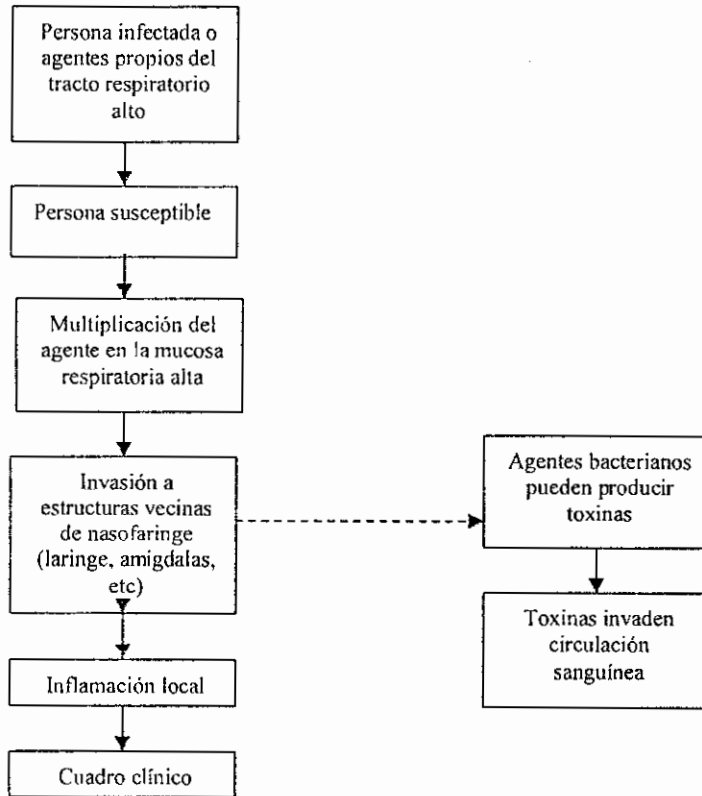 Persona infectada o
agentes propios del
tracto respiratorio
alto
Persona susceptible
Multiplicación del
agente en la mucosa
respiratoria alta
Invasión a
estructuras vecinas
de nasofaringe
(laringe, amigdalas,
etc)
Inflamación local
Cuadro clínico
Agentes bacterianos
pueden producir
toxinas
Toxinas invaden
circulación
sanguínea